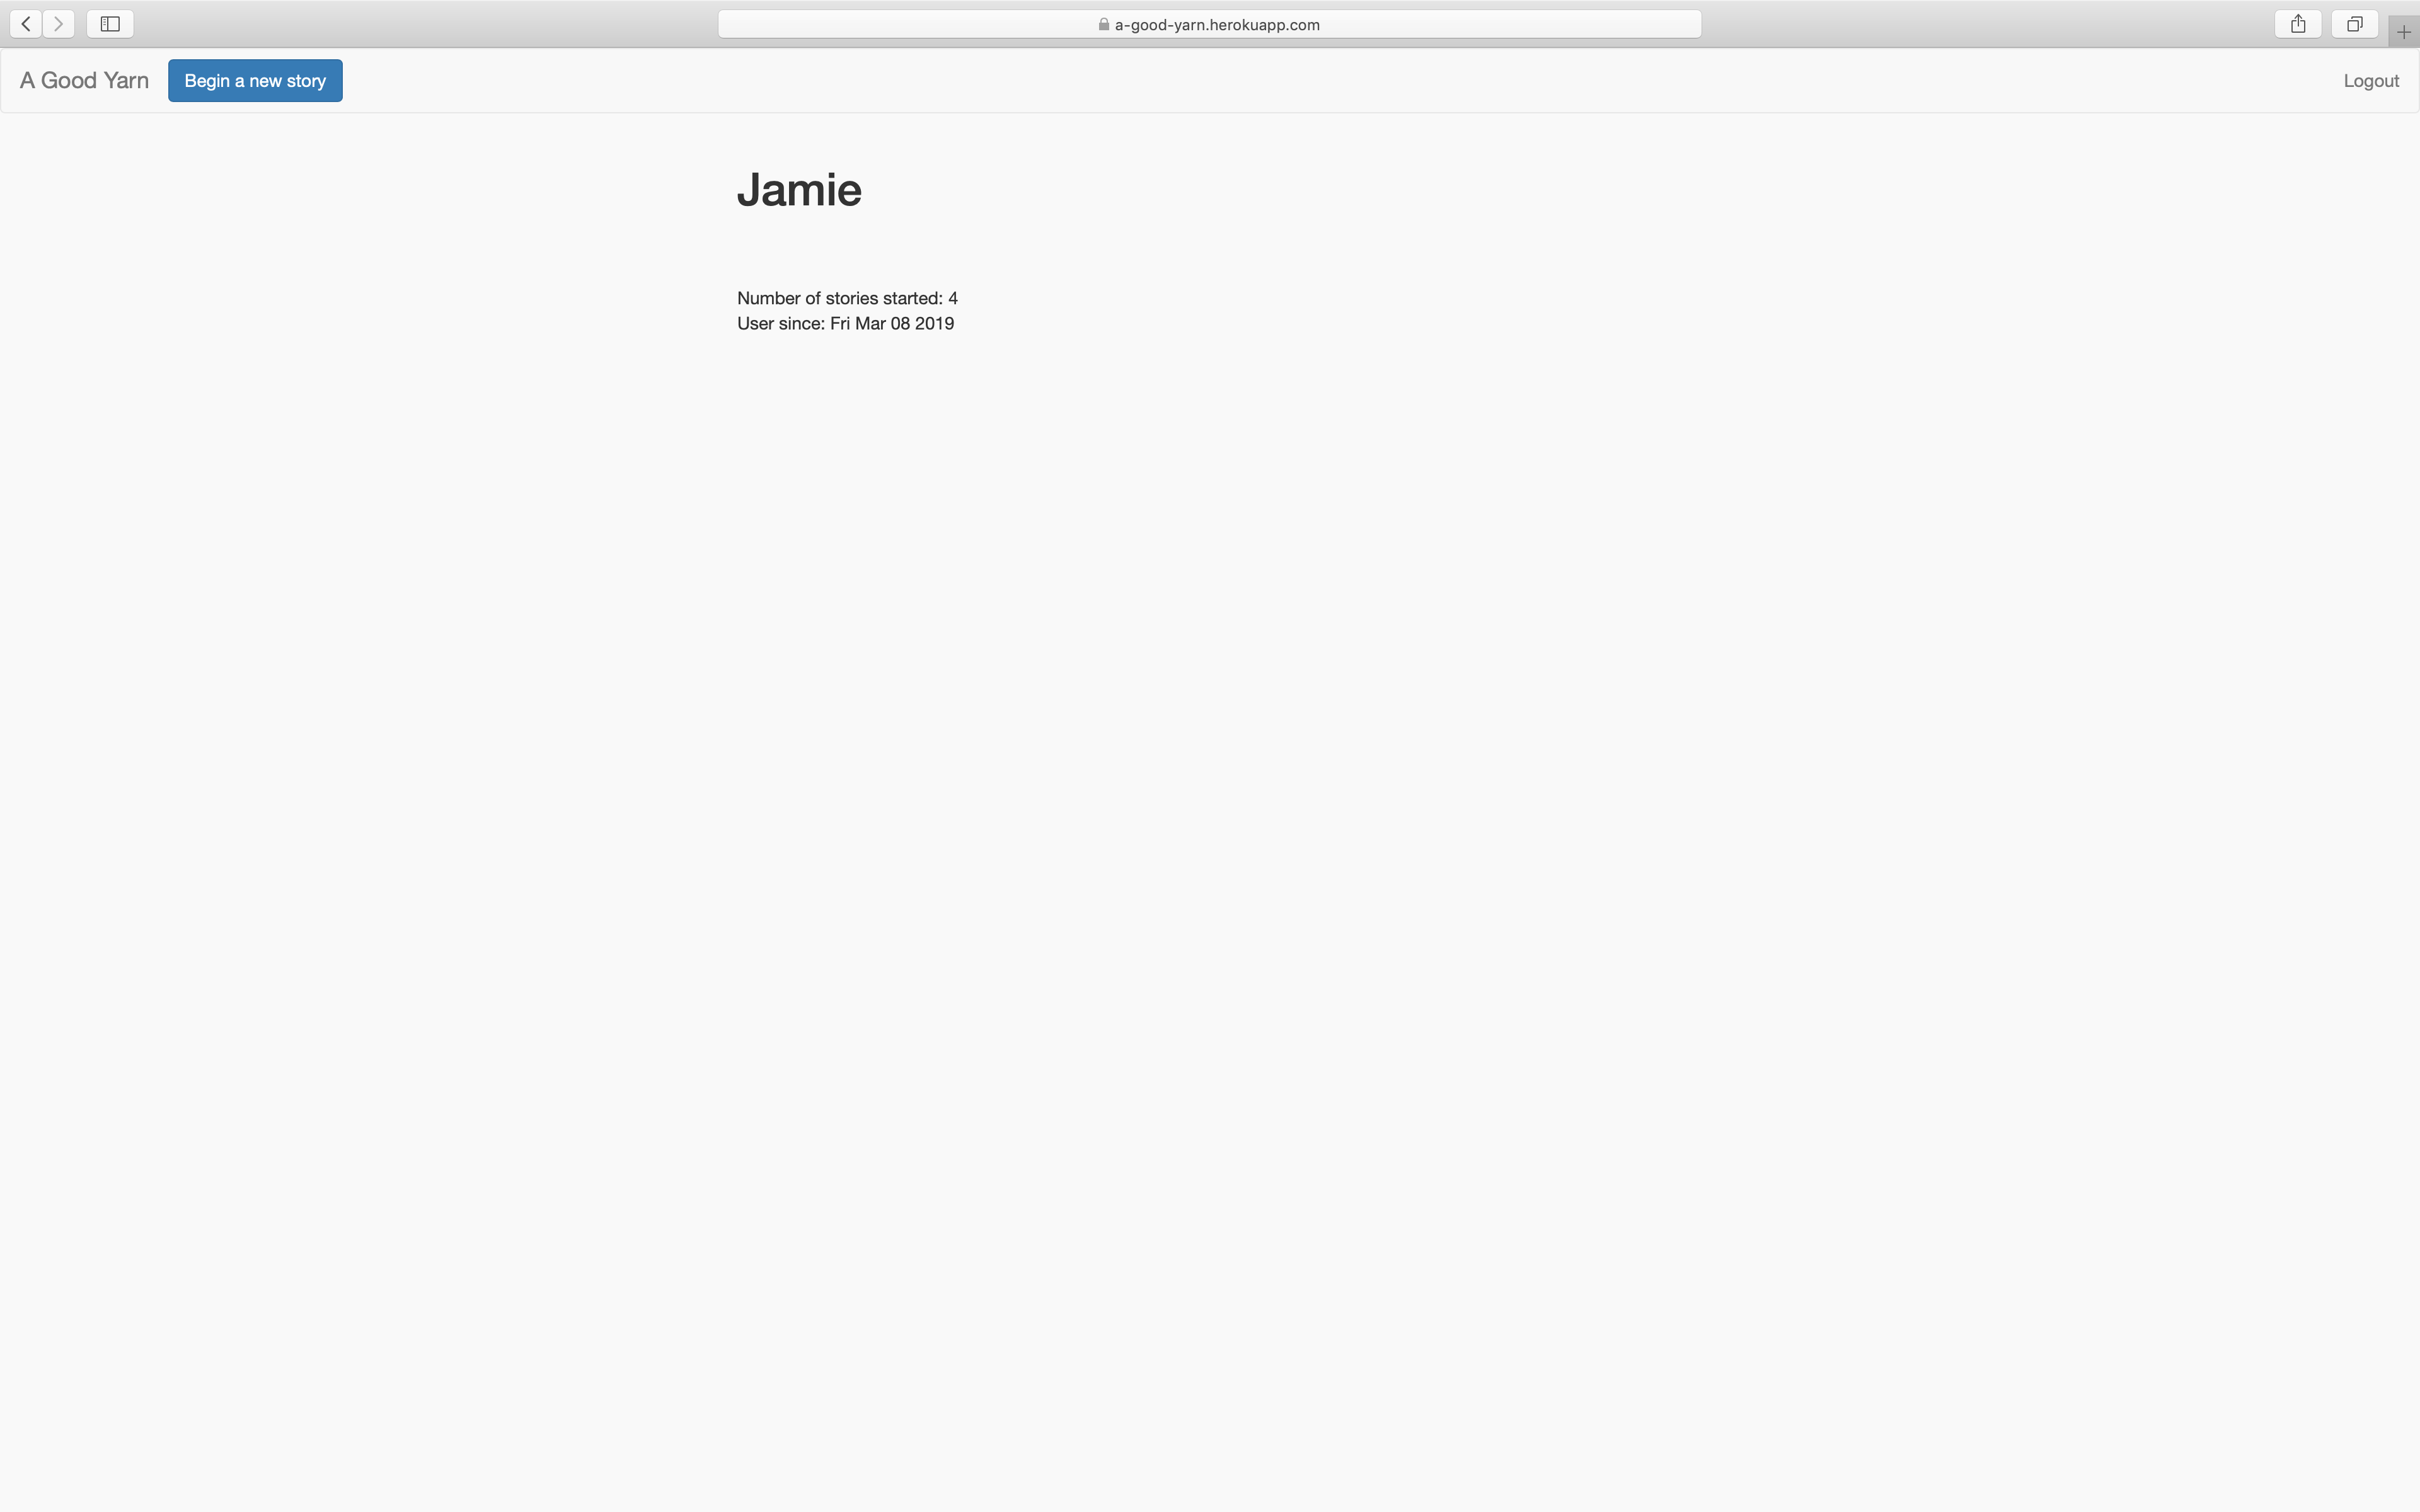 a-good-yarn.herokuapp.com
A Good Yarn Begin a new story Logout
Jamie
Number of stories started: 4
User since: Fri Mar 08 2019